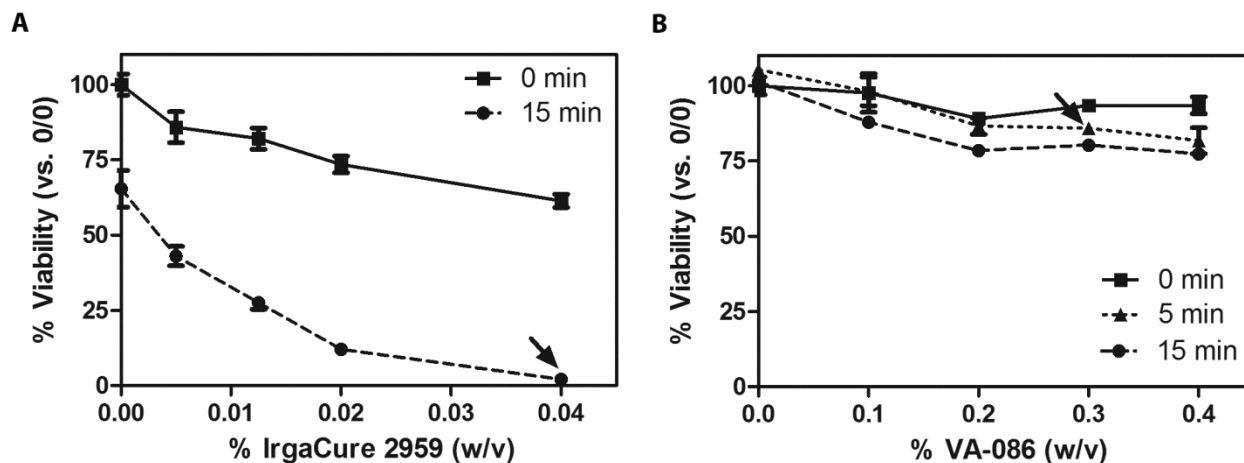 A
% Viability (vs. 0/0)
100
75
50
25
0
0 min
15 min
0.00 0.01 0.02 0.03 0.04
% IrgaCure 2959 (w/v)
B
% Viability (vs. 0/0)
100
75
50
25
0
0 min
5 min
15 min
0.0 0.1 0.2 0.3 0.4
% VA-086 (w/v)